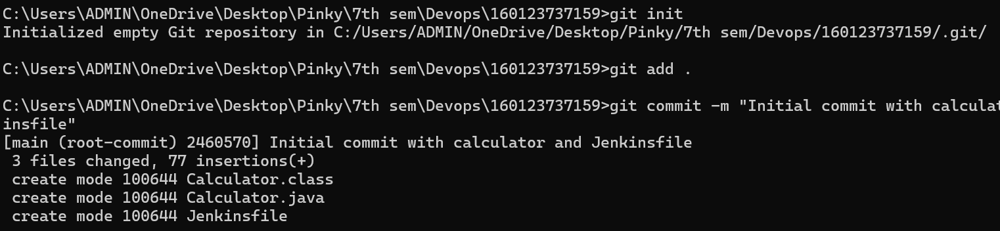 C:\Users\ADMIN\OneDrive\Desktop\Pinky\7th sem\Devops\160123737159>git init
Initialized empty Git repository in C:/Users/ADMIN/OneDrive/Desktop/Pinky/7th sem/Devops/160123737159/.git/
C:\Users\ADMIN\OneDrive\Desktop\Pinky\7th sem\Devops\160123737159>git add .
C:\Users\ADMIN\OneDrive\Desktop\Pinky\7th sem\Devops\160123737159>git commit -m "Initial commit with calculat
insfile"
[main (root-commit) 2460570] Initial commit with calculator and Jenkinsfile
 3 files changed, 77 insertions(+)
 create mode 100644 Calculator.class
 create mode 100644 Calculator.java
 create mode 100644 Jenkinsfile